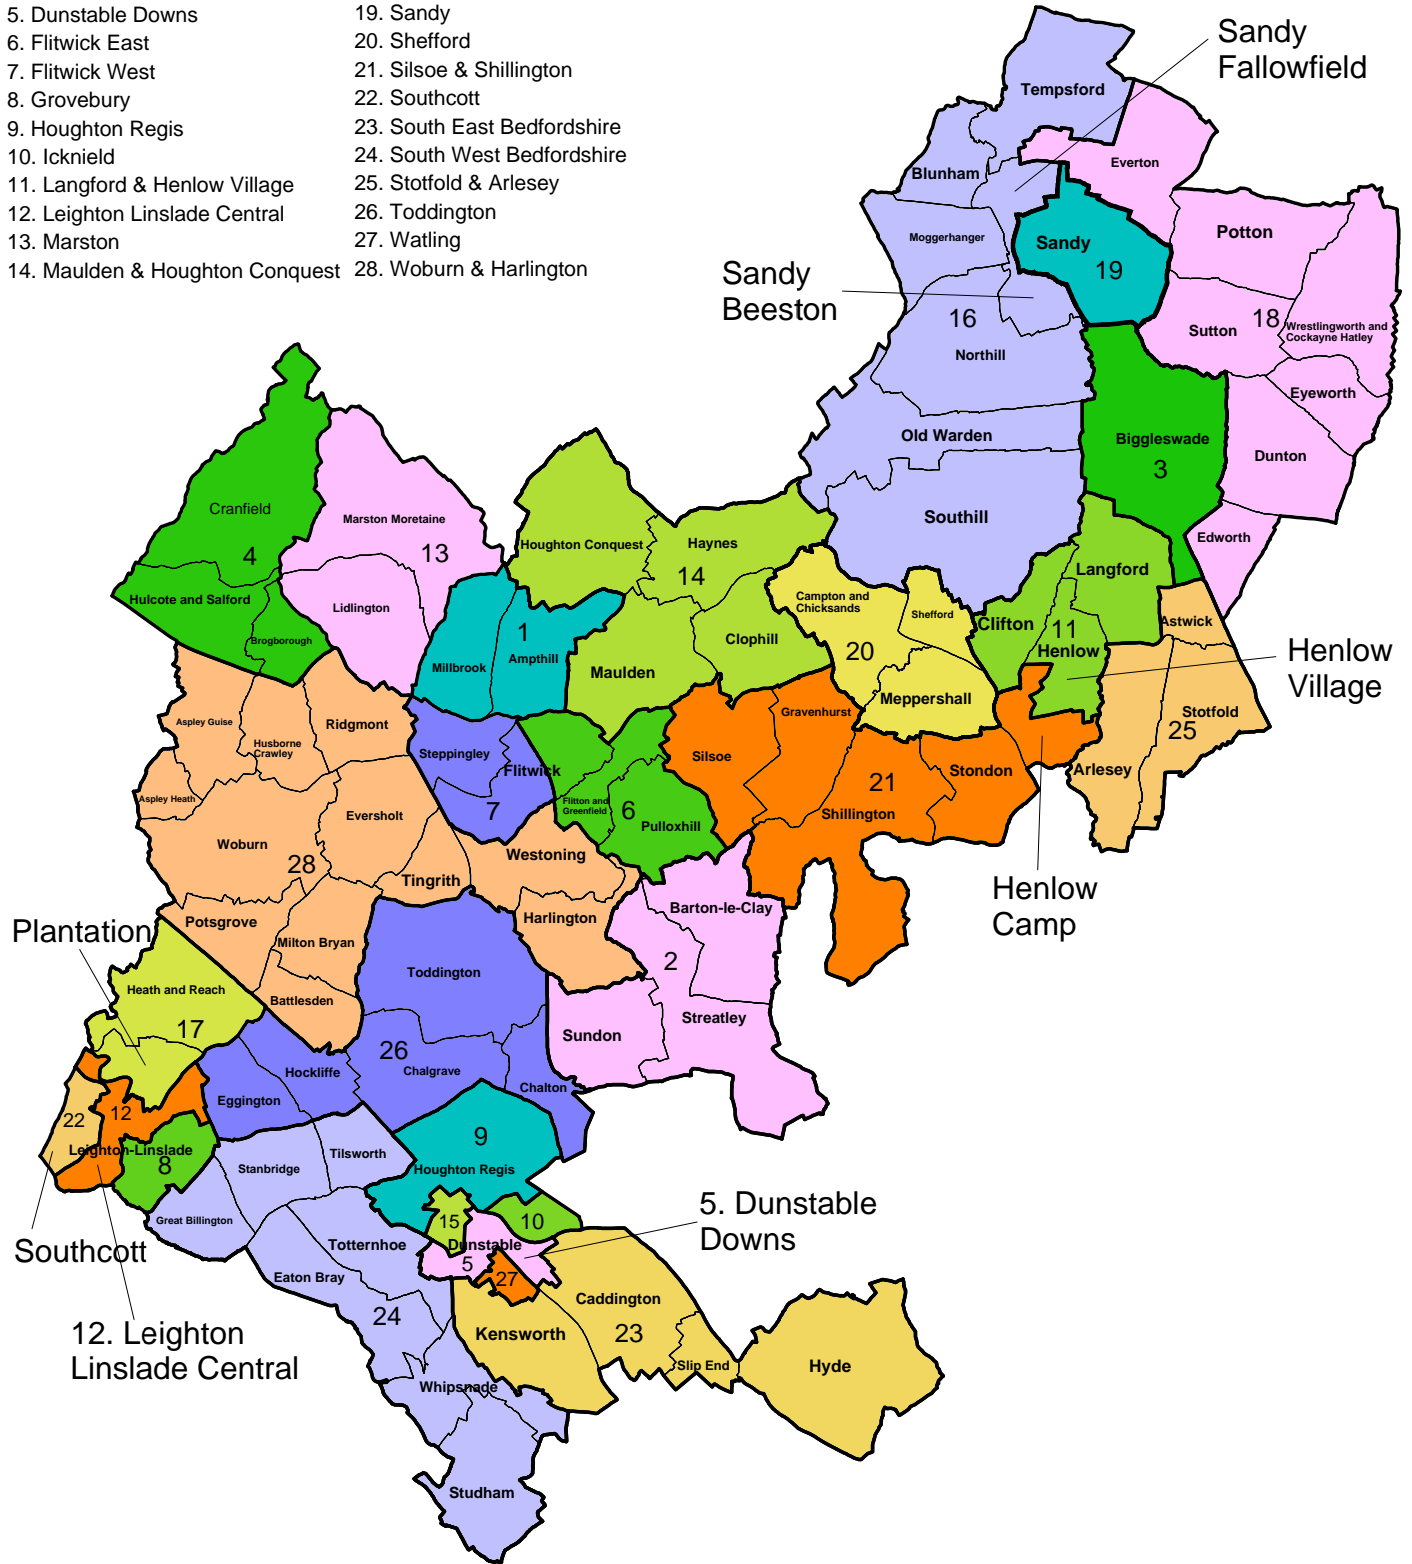 5. Dunstable Downs
6. Flitwick East
7. Flitwick West
8. Grovebury
9. Houghton Regis
10. Icknield
11. Langford & Henlow Village
12. Leighton Linslade Central
13. Marston
14. Maulden & Houghton Conquest
19. Sandy
20. Shefford
21. Silsoe & Shillington
22. Southcott
23. South East Bedfordshire
24. South West Bedfordshire
25. Stotfold & Arlesey
26. Toddington
27. Watling
28. Woburn & Harlington
Sandy
Fallowfield
Tempsford
Everton
Blunham
Moggerhanger
Sandy
19
Potton
Sandy
Beeston
16
Northill
Sutton
18
Wrestlingworth and
Cockayne Hatley
Eyeworth
Old Warden
Biggleswade
3
Dunton
Southill
Edworth
Cranfield
4
Marston Moretaine
13
Houghton Conquest
Haynes
14
Langford
Hulcote and Salford
Lidlington
Brogborough
Campton and
Chicksands
Shefford
20
Clifton
11
Henlow
Astwick
1
Ampthill
Millbrook
Clophill
Maulden
Meppershall
Henlow
Village
Stotfold
25
Arlesey
Aspley Guise
Husborne
Crawley
Ridgmont
Steppingley
Flitwick
7
Gravenhurst
Silsoe
21
Shillington
Stondon
Aspley Heath
Eversholt
Flitton and
Greenfield
6
Pulloxhill
Woburn
28
Tingrith
Westoning
Henlow
Camp
Potsgrove
Milton Bryan
Harlington
Barton-le-Clay
Plantation
Battlesden
Toddington
2
Heath and Reach
17
Streatley
Sundon
26
Chalgrave
Hockliffe
Chalton
Eggington
22
12
Leighton-Linslade
8
9
Houghton Regis
Tilsworth
Stanbridge
Great Billington
15
10
5. Dunstable
Downs
Southcott
Totternhoe
Dunstable
5
27
Eaton Bray
24
Caddington
23
Kensworth
12. Leighton
Linslade Central
Slip End
Hyde
Whipsnade
Studham